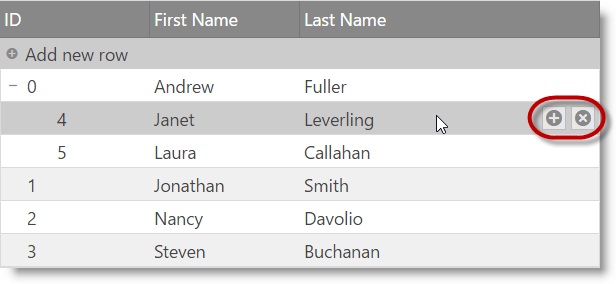 ID First Name Last Name
Add new row
0 Andrew Fuller
4 Janet Leverling
5 Laura Callahan
1 Jonathan Smith
2 Nancy Davolio
3 Steven Buchanan